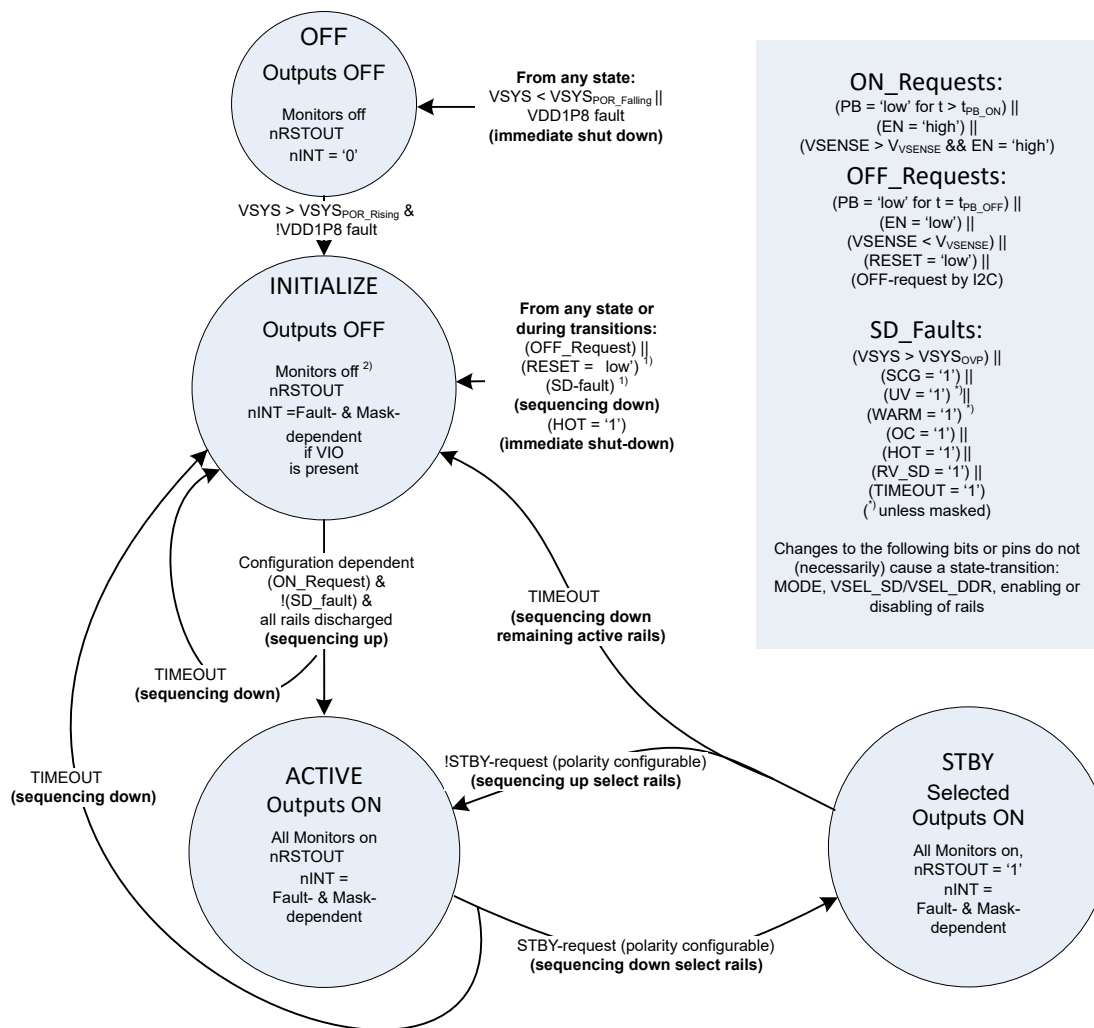 OFF
Outputs OFF
Monitors off
nRSTOUT
nINT = ‘0’
From any state:
VSYS < VSYSPOR_Falling ||
VDD1P8 fault
(immediate shut down)
VSYS > VSYSPOR_Rising &
!VDD1P8 fault
INITIALIZE
Outputs OFF
Monitors off 2)
nRSTOUT
nINT =Fault- & Mask-
dependent
if VIO
is present
From any state or
during transitions:
(OFF_Request) ||
(RESET = low’) 1)
(SD-fault) 1)
(sequencing down)
(HOT = ‘1’)
(immediate shut-down)
Configuration dependent
(ON_Request) &
!(SD_fault) &
all rails discharged
(sequencing up)
TIMEOUT
(sequencing down)
TIMEOUT
(sequencing down
remaining active rails)
TIMEOUT
(sequencing down)
!STBY-request (polarity configurable)
(sequencing up select rails)
ACTIVE
Outputs ON
All Monitors on
nRSTOUT
nINT =
Fault- & Mask-
dependent
STBY-request (polarity configurable)
(sequencing down select rails)
STBY
Selected
Outputs ON
All Monitors on,
nRSTOUT = ‘1’
nINT =
Fault- & Mask-
dependent
ON_Requests:
(PB = ‘low’ for t > tPB_ON) ||
(EN = ‘high’) ||
(VSENSE > VVSENSE && EN = ‘high’)
OFF_Requests:
(PB = ‘low’ for t = tPB_OFF) ||
(EN = ‘low’) ||
(VSENSE < VVSENSE) ||
(RESET = ‘low’) ||
(OFF-request by I2C)
SD_Faults:
(VSYS > VSYSOVP) ||
(SCG = ‘1’) ||
(UV = ‘1’) *)||
(WARM = ‘1’) *)
(OC = ‘1’) ||
(HOT = ‘1’) ||
(RV_SD = ‘1’) ||
(TIMEOUT = ‘1’)
(*) unless masked)
Changes to the following bits or pins do not
(necessarily) cause a state-transition:
MODE, VSEL_SD/VSEL_DDR, enabling or
disabling of rails